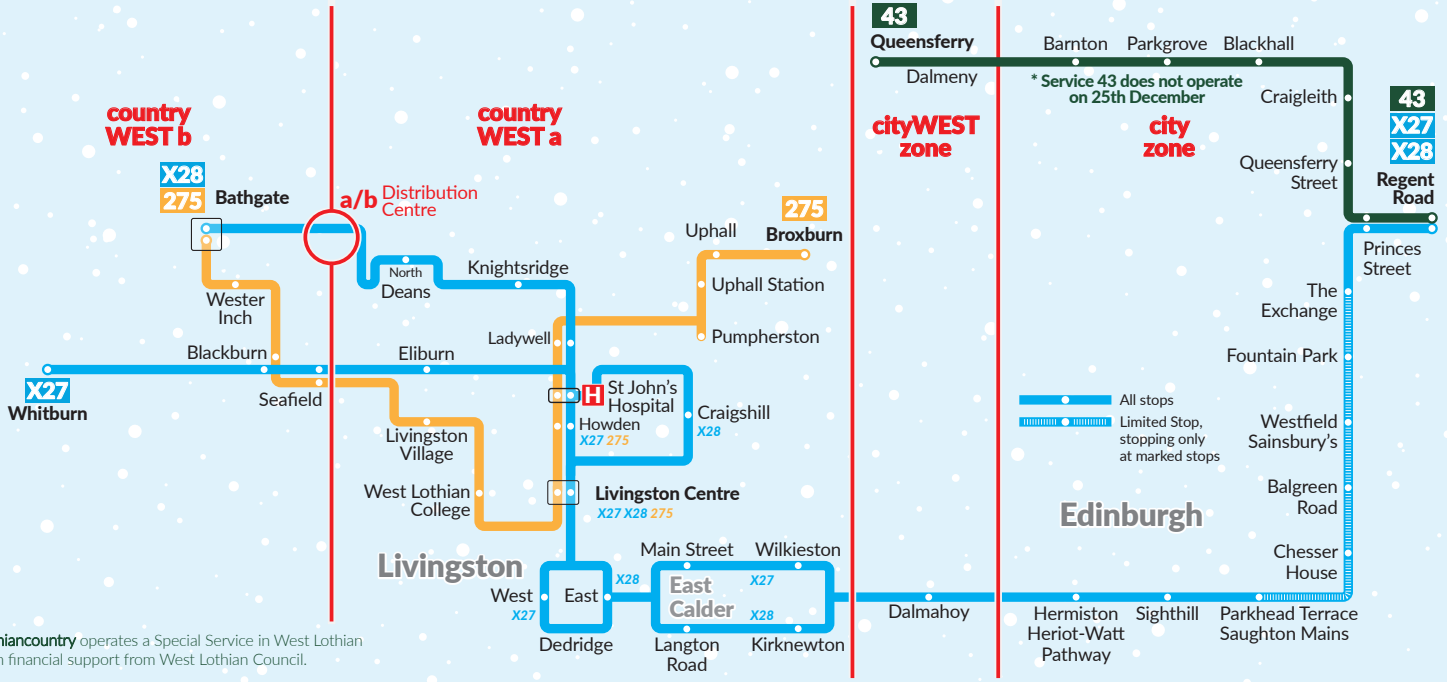 43
Queensferry
Dalmeny
Barnton
Parkgrove
Blackhall
* Service 43 does not operate
on 25th December
Craigleith
Queensferry
Street
43
X27
X28
Regent
Road
Princes
Street
country
WEST b
country
WEST a
cityWEST
zone
city
zone
X28
275
Bathgate
a/b Distribution
Centre
North
Deans
Knightsridge
Uphall
275
Broxburn
Uphall Station
Pumpherston
Wester
Inch
Ladywell
Blackburn
Eliburn
X27
Whitburn
Seafield
H St John's
Hospital
Howden
X27 275
Craigshill
X28
Livingston
Village
West Lothian
College
Livingston Centre
X27 X28 275
The
Exchange
Fountain Park
All stops
Limited Stop,
stopping only
at marked stops
Westfield
Sainsbury's
Balgreen
Road
Edinburgh
Chesser
House
Livingston
West
X27
East
X28
Dedridge
Main Street
Wilkieston
East
Calder
X27
X28
Langton
Road
Kirknewton
Dalmahoy
Hermiston
Heriot-Watt
Pathway
Sighthill
Parkhead Terrace
Saughton Mains
hiancountry operates a Special Service in West Lothian
financial support from West Lothian Council.